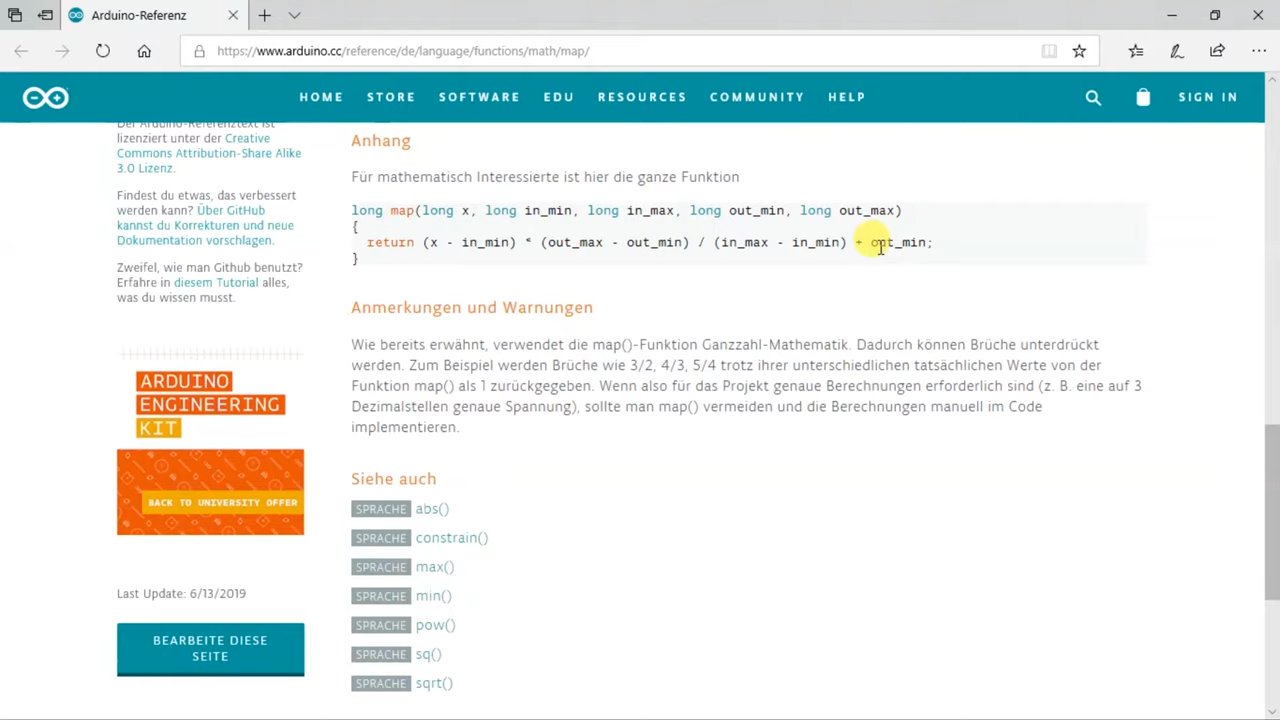 Arduino-Referenz
https://www.arduino.cc/reference/de/language/functions/math/map/
HOME STORE SOFTWARE EDU RESOURCES COMMUNITY HELP SIGN IN
Der Arduino-Referenztext ist
lizenziert unter der Creative
Commons Attribution-Share Alike
3.0 Lizenz.
Findest du etwas, das verbessert
werden kann? Über GitHub
kannst du Korrekturen und neue
Dokumentation vorschlagen.
Zweifel, wie man Github benutzt?
Erfahre in diesem Tutorial alles,
was du wissen musst.
ARDUINO
ENGINEERING
KIT
BACK TO UNIVERSITY OFFER
Last Update: 6/13/2019
BEARBEITE DIESE
SEITE
Anhang
Für mathematisch Interessierte ist hier die ganze Funktion
long map(long x, long in_min, long in_max, long out_min, long out_max)
{
return (x - in_min) * (out_max - out_min) / (in_max - in_min) + out_min;
}
Anmerkungen und Warnungen
Wie bereits erwähnt, verwendet die map()-Funktion Ganzzahl-Mathematik. Dadurch können Brüche unterdrückt
werden. Zum Beispiel werden Brüche wie 3/2, 4/3, 5/4 trotz ihrer unterschiedlichen tatsächlichen Werte von der
Funktion map() als 1 zurückgegeben. Wenn also für das Projekt genaue Berechnungen erforderlich sind (z. B. eine auf 3
Dezimalstellen genaue Spannung), sollte man map() vermeiden und die Berechnungen manuell im Code
implementieren.
Siehe auch
SPRACHE abs()
SPRACHE constrain()
SPRACHE max()
SPRACHE min()
SPRACHE pow()
SPRACHE sq()
SPRACHE sqrt()